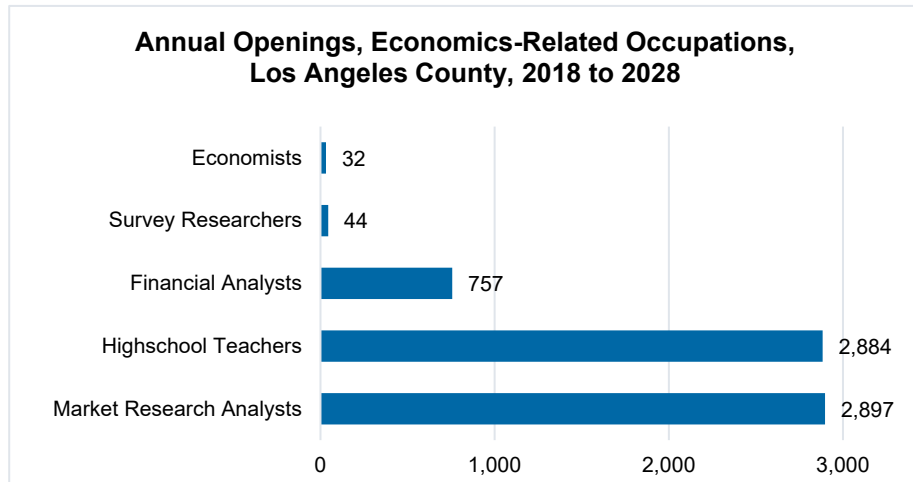 Annual Openings, Economics-Related Occupations,
Los Angeles County, 2018 to 2028
Economists 32
Survey Researchers 44
Financial Analysts 757
Highschool Teachers 2,884
Market Research Analysts 2,897
0 1,000 2,000 3,000